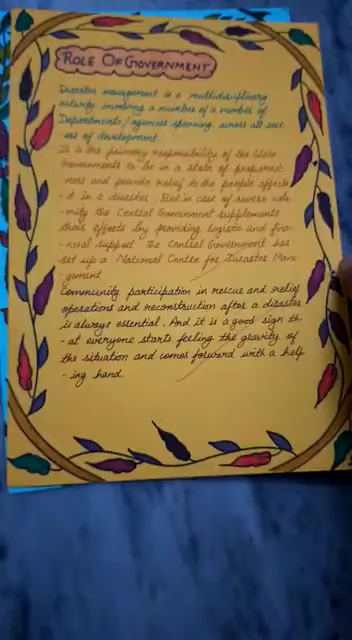 ROLE OF GOVERNMENT
Disaster management is a multidisciplinary
activity involving a number of a number of
Departments/agencies spanning across all sect
ors of development.
It is the primary responsibility of the State
Governments to be in a state of prepared
-ness and provide relief to the people affecte
-d in a disaster. But in case of severe cala
-mity the Central Government supplements
their efforts by providing logistic and fina
-ncial support. The Central Government has
set up a National Centre for Disaster Mana
-gement
Community participation in rescue and relief
operations and reconstruction after a disaster
is always essential. And it is a good sign th
-at everyone starts feeling the gravity of
the situation and comes forward with a help
-ing hand.